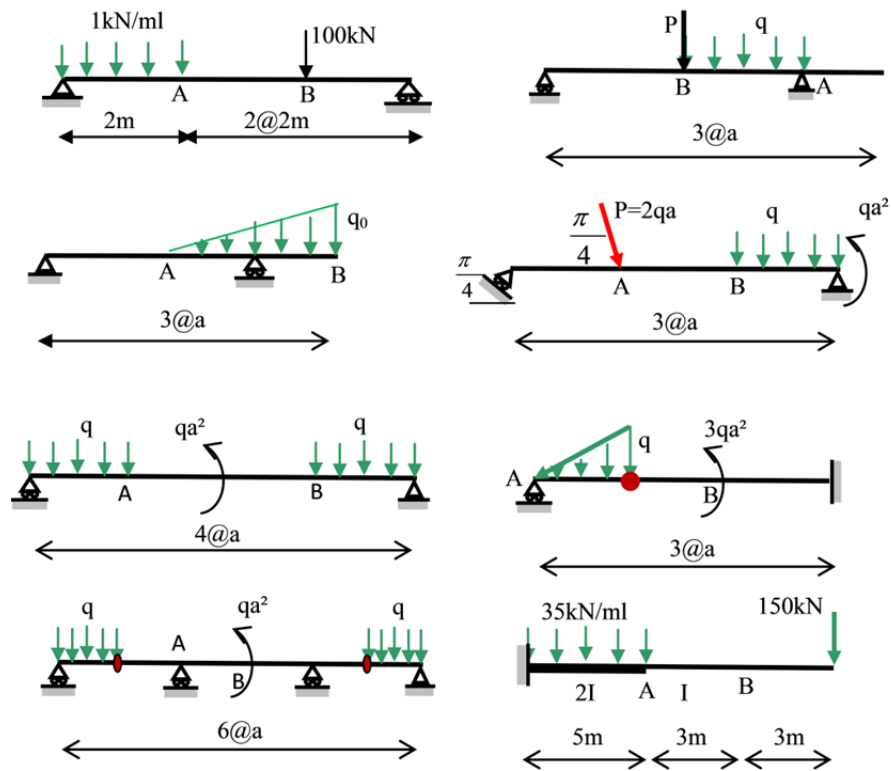 1kN/ml
100kN
A
B
2m
2@2m
P
q
B
A
3@a
q₀
A
B
3@a
P=2qa
π/4
q
qa²
π/4
A
B
3@a
q
qa²
q
A
B
4@a
q
3qa²
A
B
3@a
q
qa²
q
A
B
6@a
35kN/ml
150kN
2I
A
I
B
5m
3m
3m